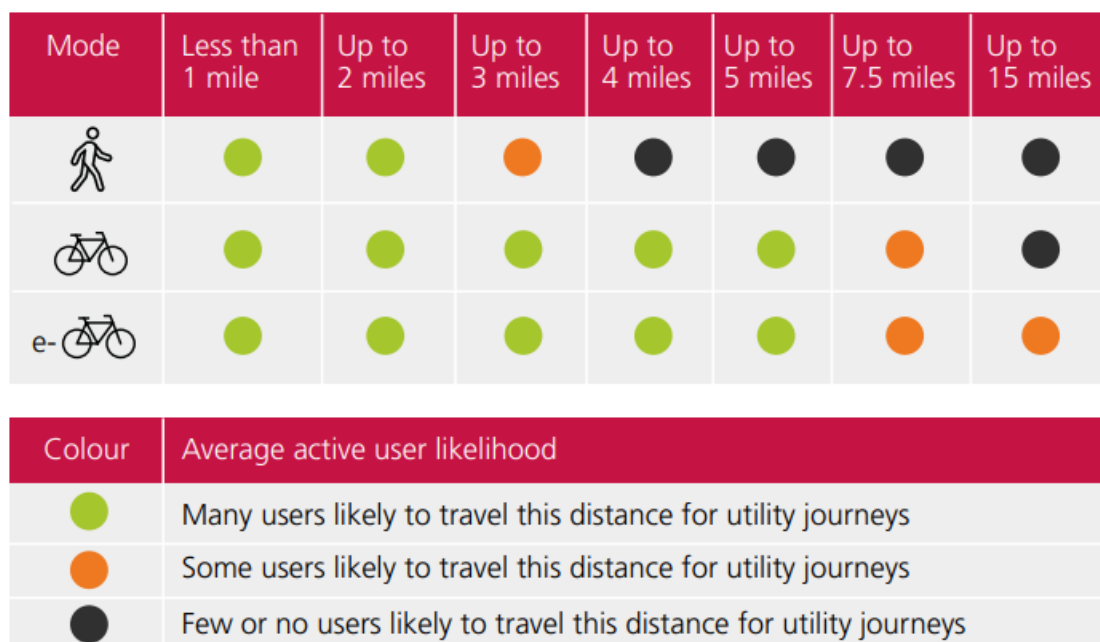 Mode
Less than
1 mile
Up to
2 miles
Up to
3 miles
Up to
4 miles
Up to
5 miles
Up to
7.5 miles
Up to
15 miles
e-
Colour
Average active user likelihood
Many users likely to travel this distance for utility journeys
Some users likely to travel this distance for utility journeys
Few or no users likely to travel this distance for utility journeys